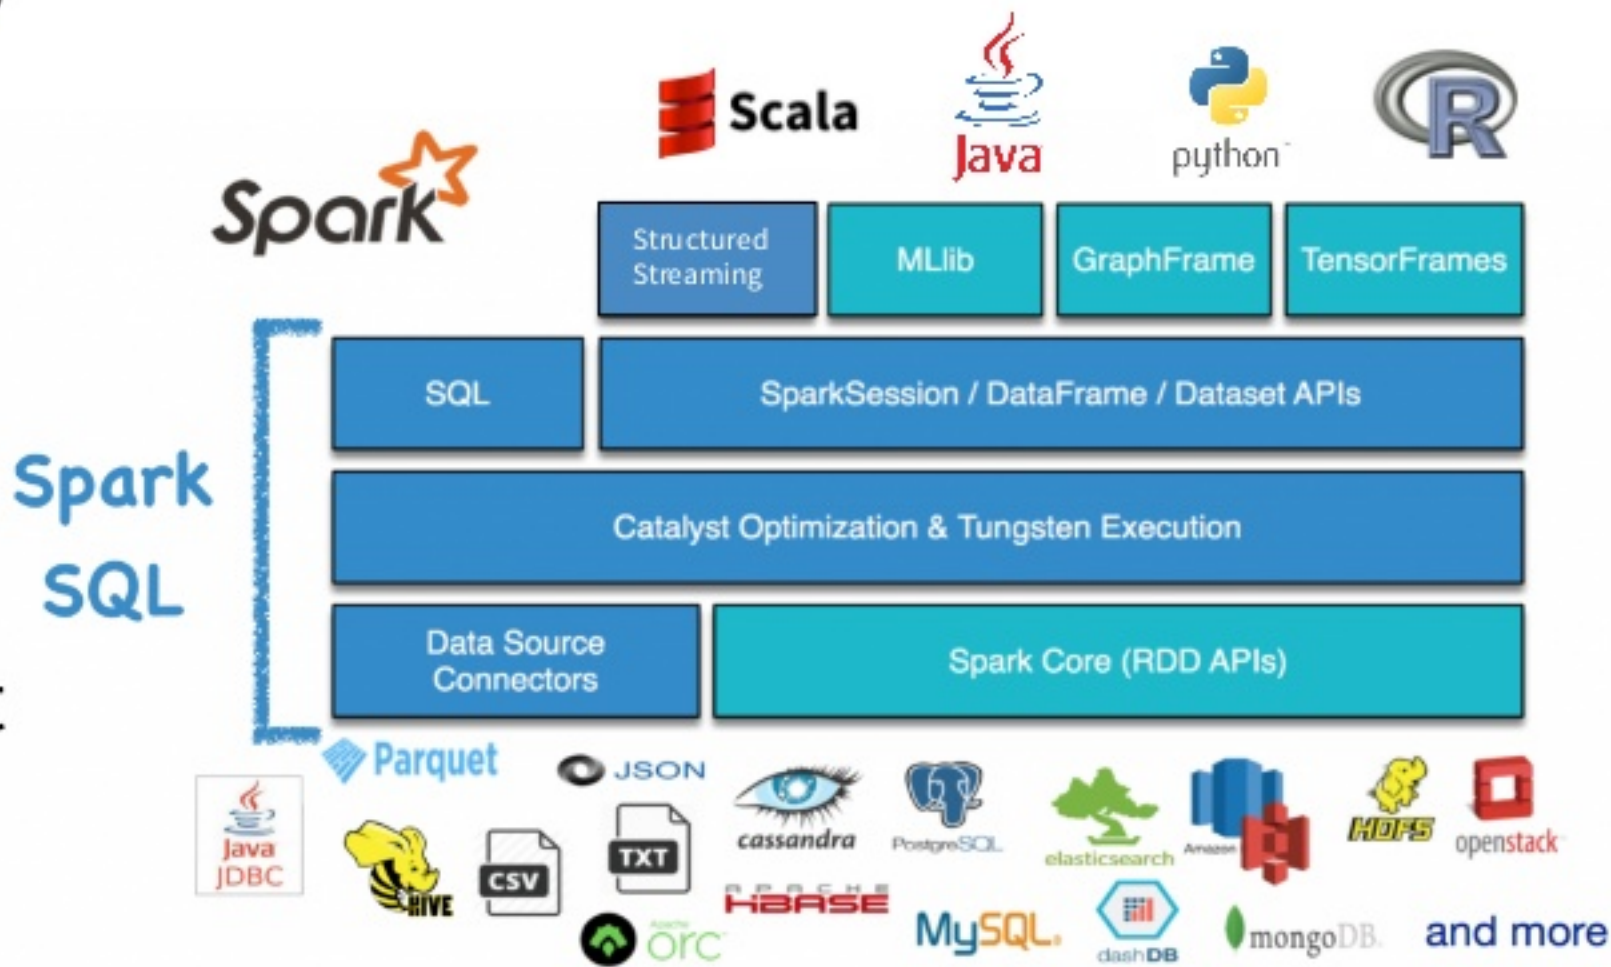 Scala
Java
python
R
Spark
Structured
Streaming
MLlib
GraphFrame
TensorFrames
SQL
SparkSession / DataFrame / Dataset APIs
Spark
SQL
Catalyst Optimization & Tungsten Execution
Data Source
Connectors
Spark Core (RDD APIs)
Parquet
JSON
Java
JDBC
HIVE
CSV
TXT
cassandra
PostgreSQL
elasticsearch
Amazon
HDFS
openstack
APACHE
HBASE
Apache
orc
MySQL
dashDB
mongoDB
and more